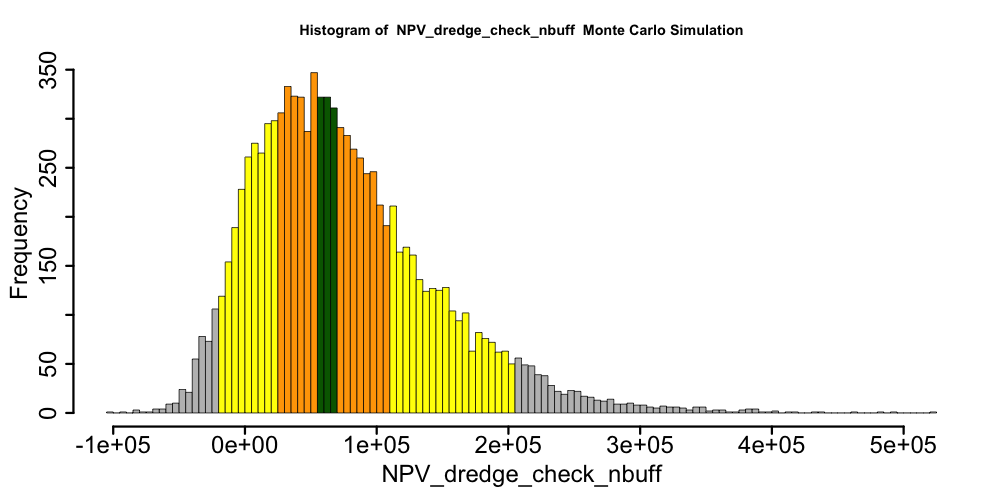 Histogram of  NPV_dredge_check_nbuff  Monte Carlo Simulation
Frequency
350
250
150
50
0
-1e+05 0e+00 1e+05 2e+05 3e+05 4e+05 5e+05
NPV_dredge_check_nbuff